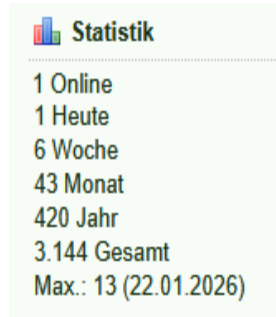 Statistik
1 Online
1 Heute
6 Woche
43 Monat
420 Jahr
3.144 Gesamt
Max.: 13 (22.01.2026)